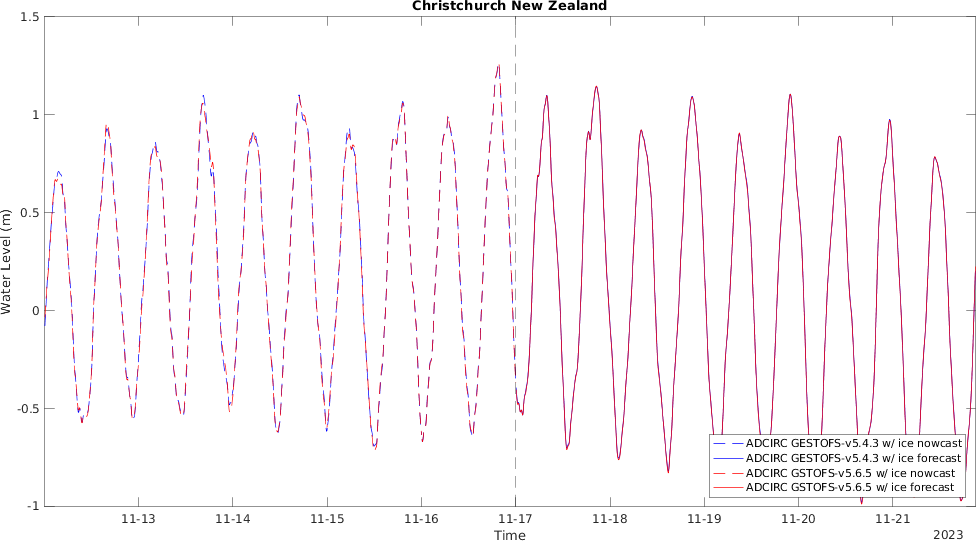 Christchurch New Zealand
1.5
1
0.5
0
-0.5
-1
Water Level (m)
ADCIRC GESTOFS-v5.4.3 w/ ice nowcast
ADCIRC GESTOFS-v5.4.3 w/ ice forecast
ADCIRC GSTOFS-v5.6.5 w/ ice nowcast
ADCIRC GSTOFS-v5.6.5 w/ ice forecast
11-13 11-14 11-15 11-16 11-17 11-18 11-19 11-20 11-21
Time
2023